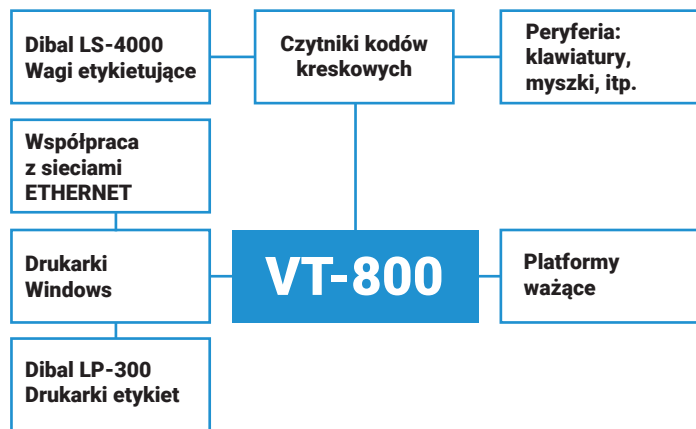 Dibal LS-4000
Wagi etykietujące
Czytniki kodów
kreskowych
Peryferia:
klawiatury,
myszki, itp.
Współpraca
z sieciami
ETHERNET
Drukarki
Windows
VT-800
Platformy
ważące
Dibal LP-300
Drukarki etykiet